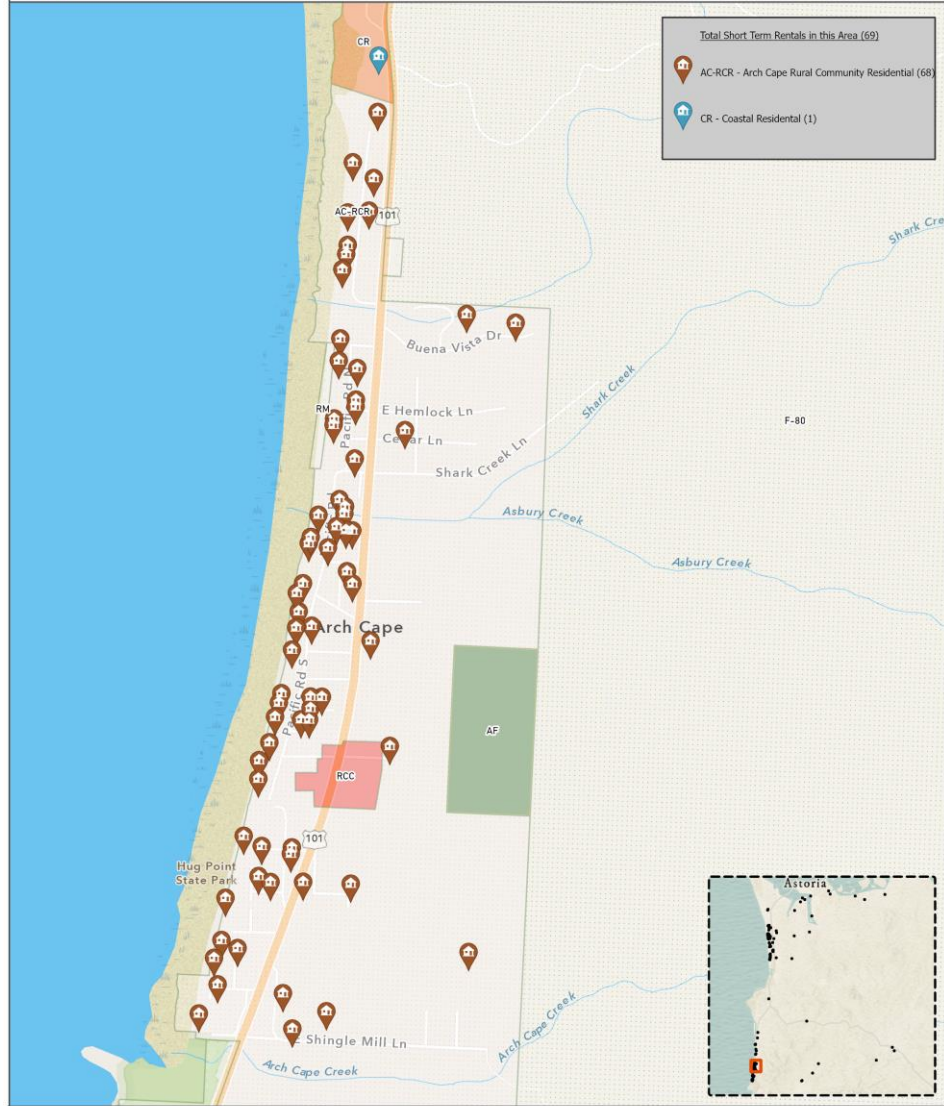 Total Short Term Rentals in this Area (69)
AC-RCR - Arch Cape Rural Community Residential (68)
CR - Coastal Residental (1)
CR
AC-RCR
101
Shark
Buena Vista Dr
Shark Creek
Pacific Rd
RM
E Hemlock Ln
F-80
Cedar Ln
Shark Creek Ln
Asbury Creek
Asbury Creek
Arch Cape
Pacific Rd S
AF
RCC
101
Hug Point
State Park
Astoria
Arch Cape Creek
E Shingle Mill Ln
Arch Cape Creek